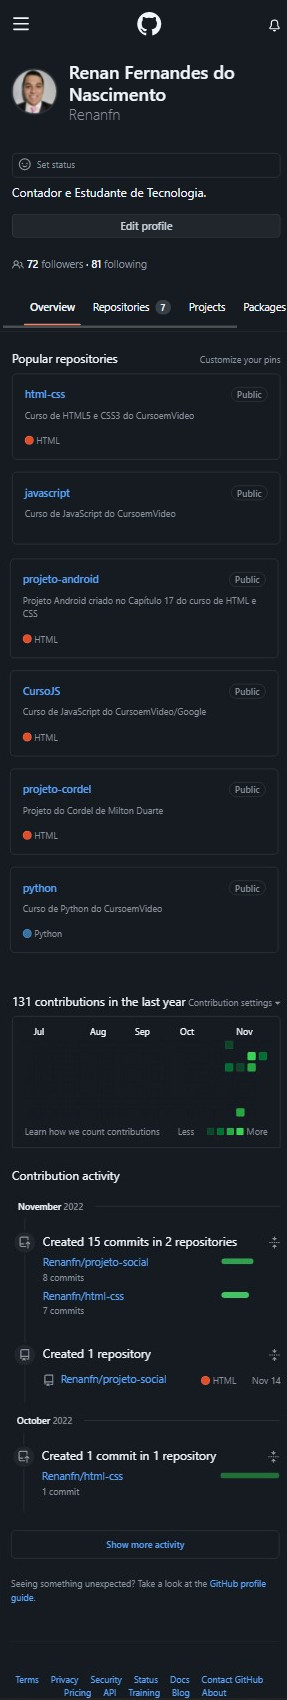 Renan Fernandes do
Nascimento
Renanfn
Set status
Contador e Estudante de Tecnologia.
Edit profile
72 followers · 81 following
Overview Repositories 7 Projects Packages
Popular repositories Customize your pins
html-css Public
Curso de HTML5 e CSS3 do CursoemVideo
HTML
javascript Public
Curso de JavaScript do CursoemVideo
projeto-android Public
Projeto Android criado no Capítulo 17 do curso de HTML e
CSS
HTML
CursoJS Public
Curso de JavaScript do CursoemVideo/Google
HTML
projeto-cordel Public
Projeto do Cordel de Milton Duarte
HTML
python Public
Curso de Python do CursoemVideo
Python
131 contributions in the last year Contribution settings
Jul Aug Sep Oct Nov
Learn how we count contributions Less More
Contribution activity
November 2022
Created 15 commits in 2 repositories
Renanfn/projeto-social
8 commits
Renanfn/html-css
7 commits
Created 1 repository
Renanfn/projeto-social HTML Nov 14
October 2022
Created 1 commit in 1 repository
Renanfn/html-css
1 commit
Show more activity
Seeing something unexpected? Take a look at the GitHub profile
guide.
Terms Privacy Security Status Docs Contact GitHub
Pricing API Training Blog About